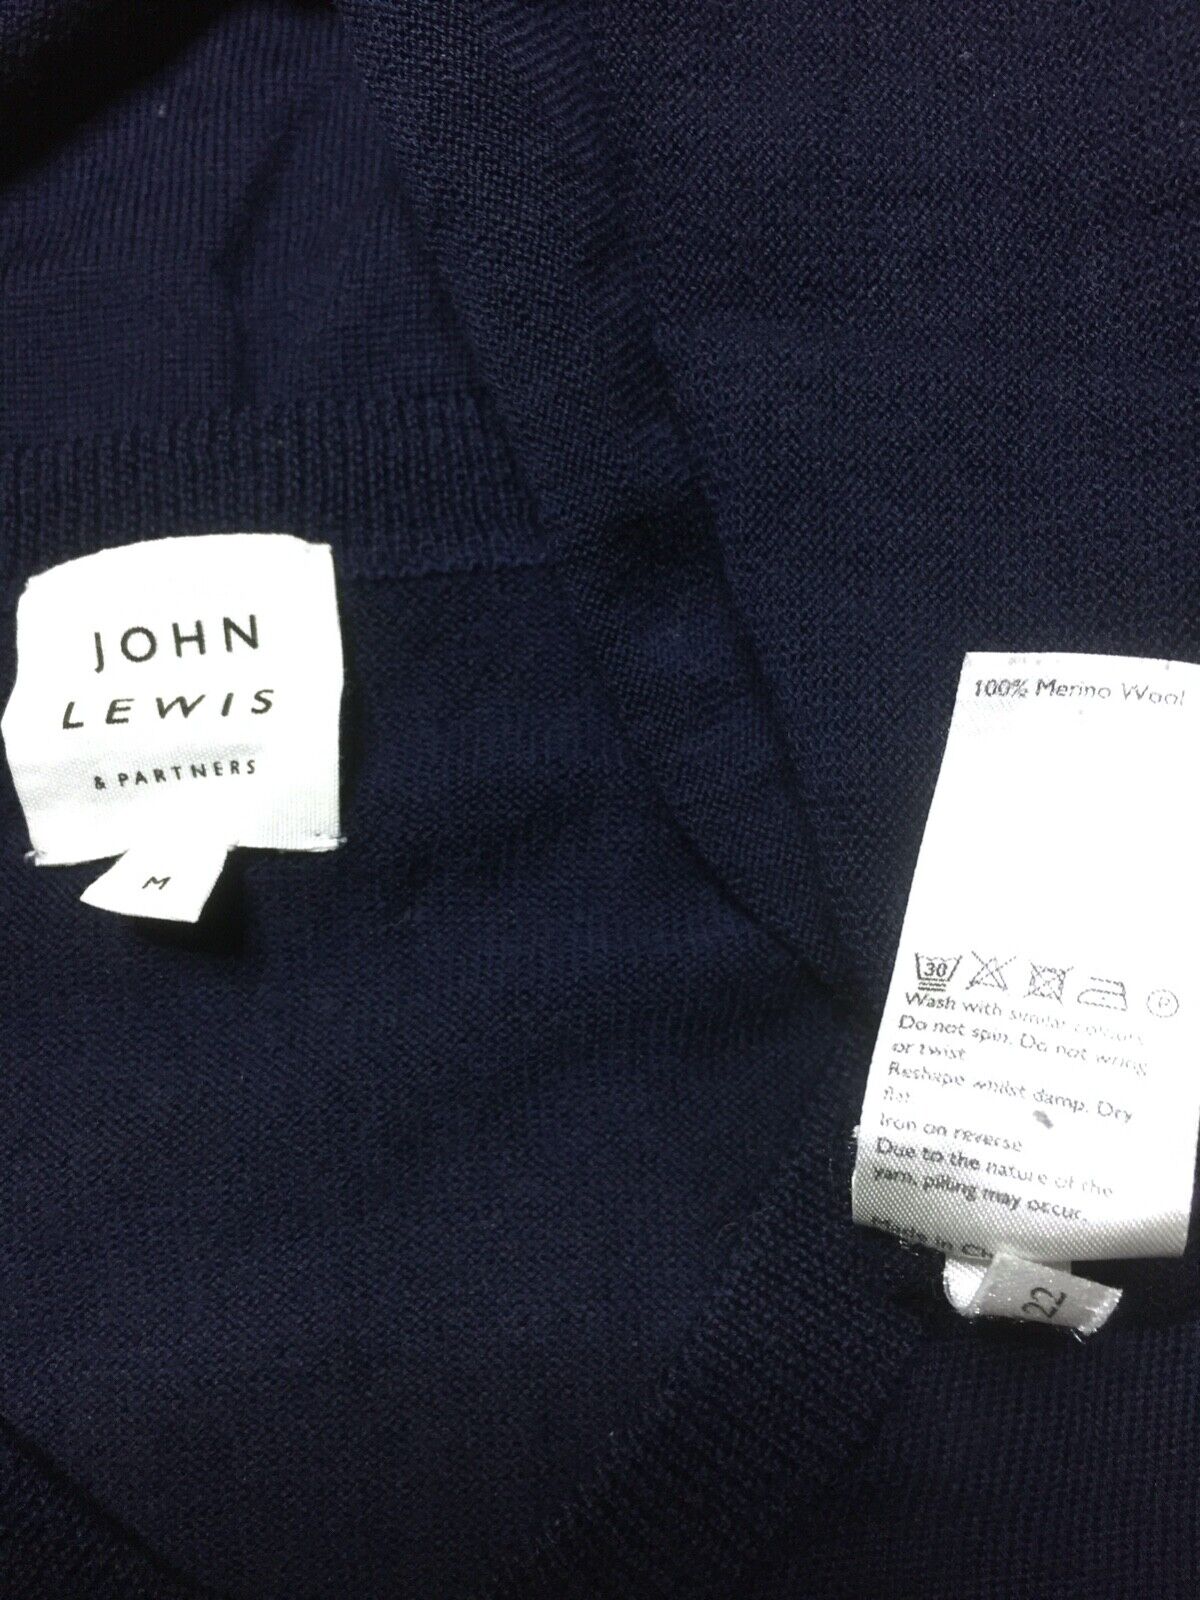 JOHN
LEWIS
& PARTNERS
M
100% Merino Wool
30
P
Wash with similar colours
Do not spin. Do not wring
or twist
Reshape whilst damp. Dry
flat
Iron on reverse
Due to the nature of the
yarn, pilling may occur.
Made in
22